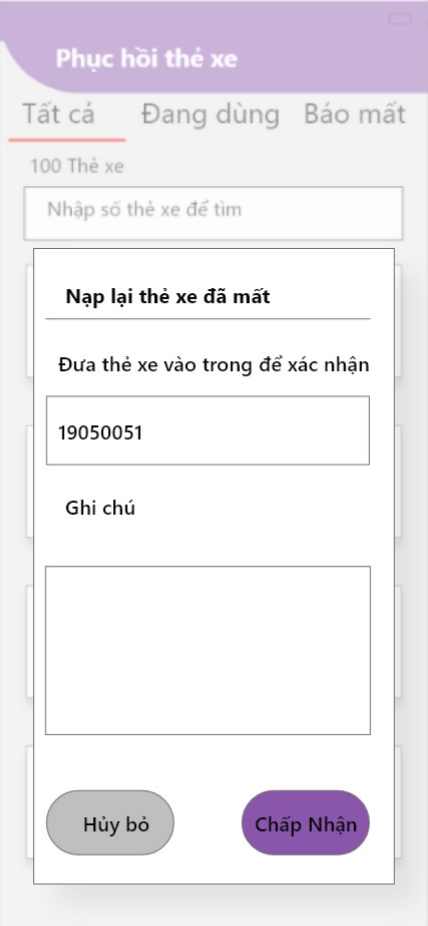 Phục hồi thẻ xe
Tất cả
Đang dùng
Báo mất
100 Thẻ xe
Nhập số thẻ xe để tìm
Nạp lại thẻ xe đã mất
Đưa thẻ xe vào trong để xác nhận
19050051
Ghi chú
Hủy bỏ
Chấp Nhận